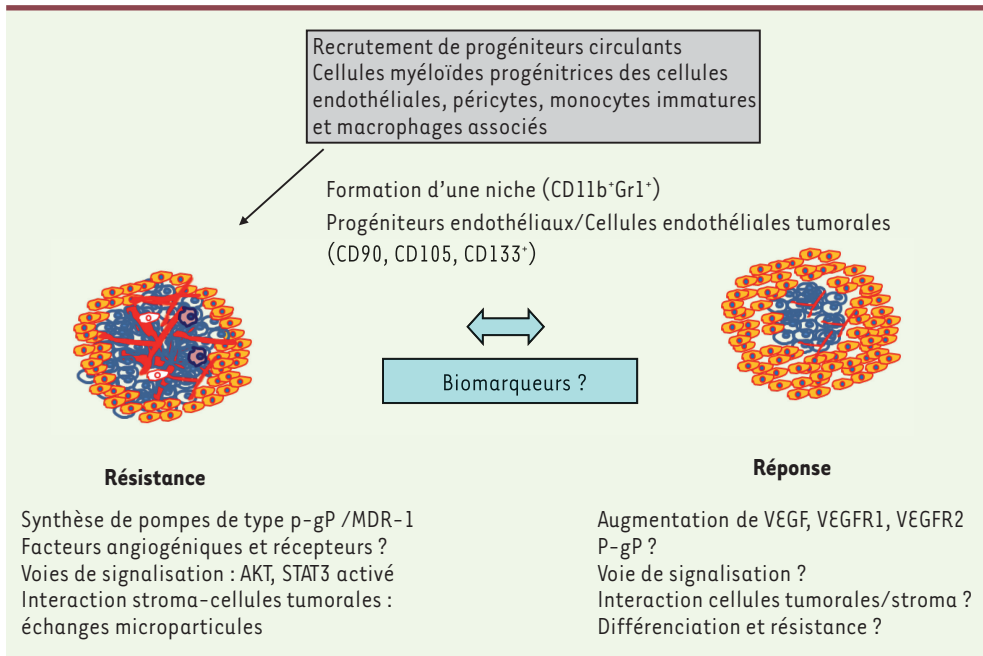 Recrutement de progéniteurs circulants
Cellules myéloïdes progénitrices des cellules
endothéliales, péricytes, monocytes immatures
et macrophages associés
Formation d'une niche (CD11b⁺Gr1⁺)
Progéniteurs endothéliaux/Cellules endothéliales tumorales
(CD90, CD105, CD133⁺)
Biomarqueurs ?
Résistance
Synthèse de pompes de type p-gP /MDR-1
Facteurs angiogéniques et récepteurs ?
Voies de signalisation : AKT, STAT3 activé
Interaction stroma-cellules tumorales :
échanges microparticules
Réponse
Augmentation de VEGF, VEGFR1, VEGFR2
P-gP ?
Voie de signalisation ?
Interaction cellules tumorales/stroma ?
Différenciation et résistance ?